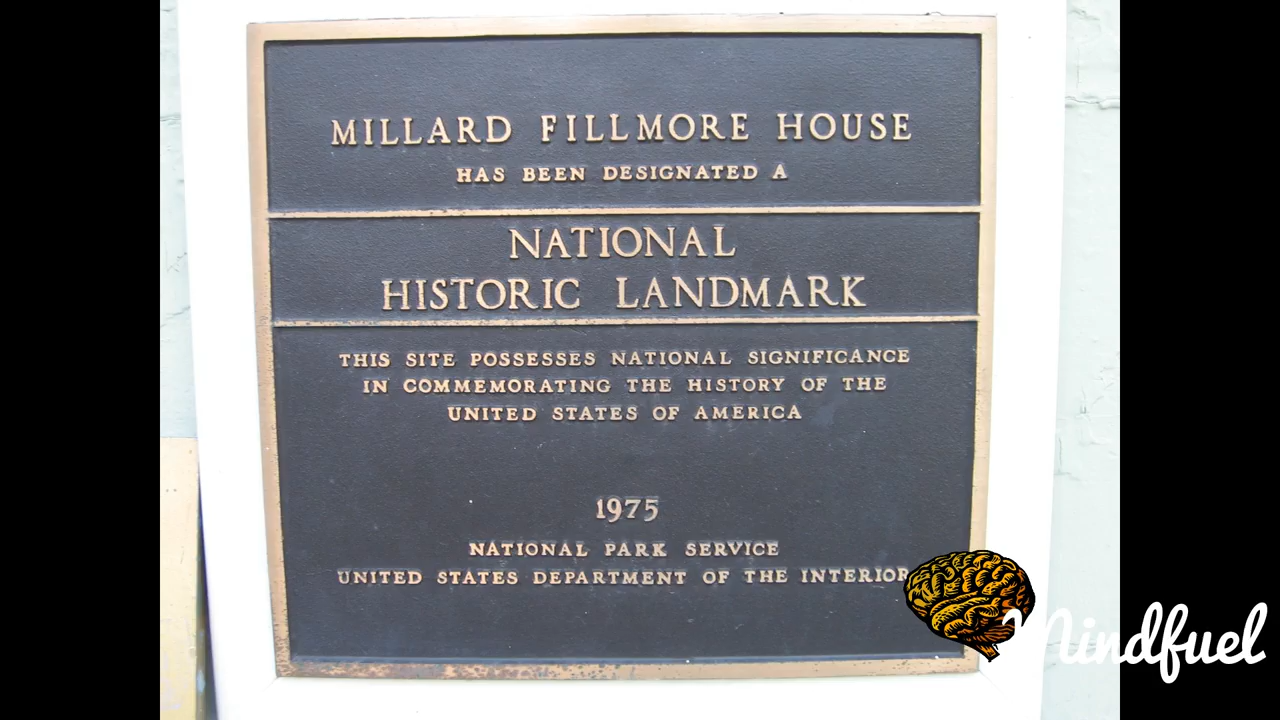 MILLARD FILLMORE HOUSE
HAS BEEN DESIGNATED A
NATIONAL
HISTORIC LANDMARK
THIS SITE POSSESSES NATIONAL SIGNIFICANCE
IN COMMEMORATING THE HISTORY OF THE
UNITED STATES OF AMERICA
1975
NATIONAL PARK SERVICE
UNITED STATES DEPARTMENT OF THE INTERIOR
Mindfuel